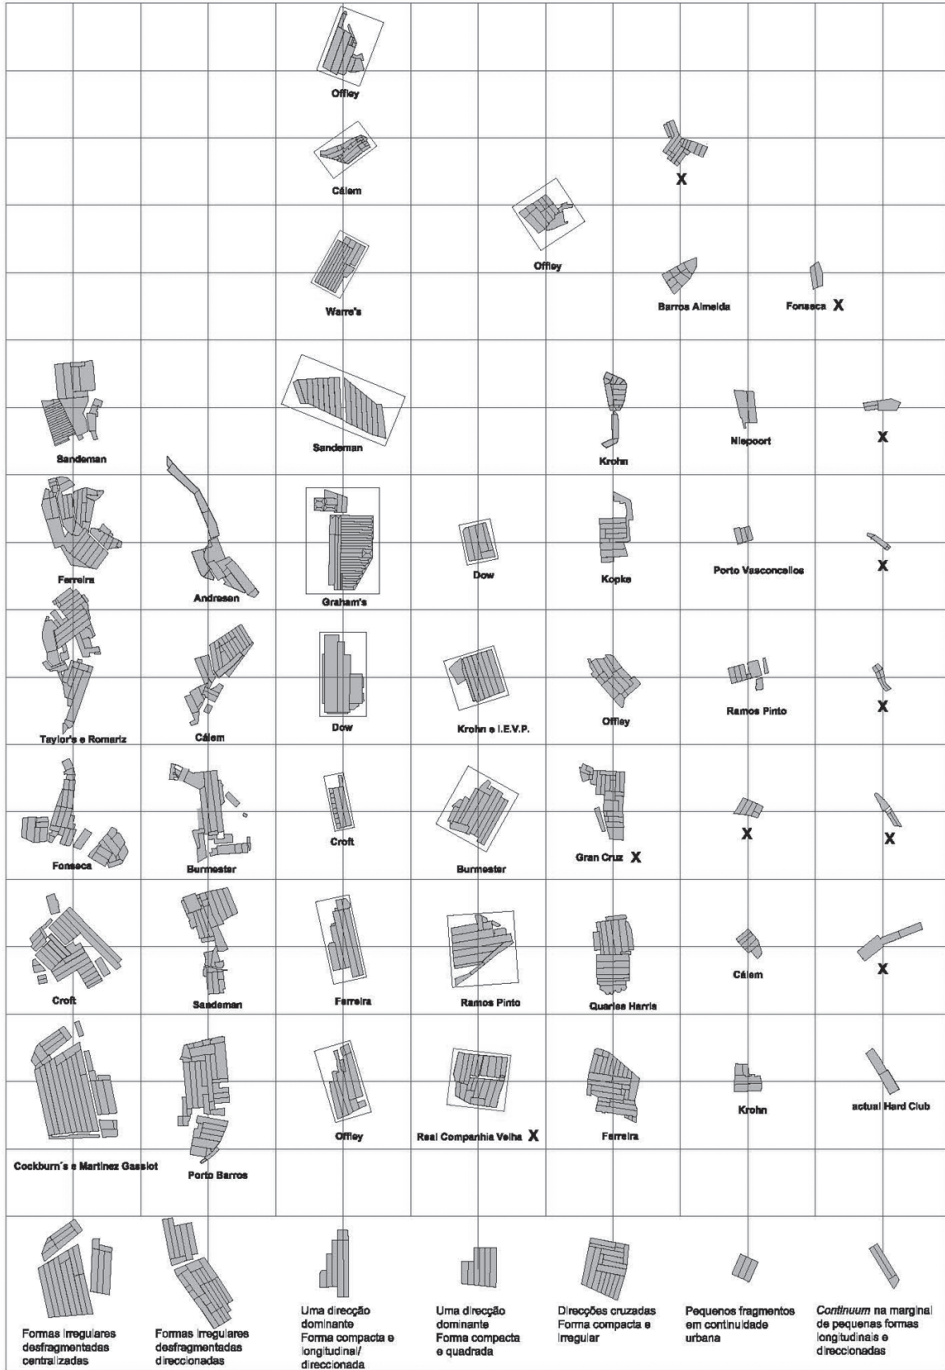 Offley
Cálem
X
Offley
Warre's
Barros Almeida
Fonseca X
Sandeman
Sandeman
Krohn
Niepoort
X
Ferreira
Andresen
Graham's
Dow
Kopke
Porto Vasconcellos
X
Taylor's e Romariz
Cálem
Dow
Krohn e I.E.V.P.
Offley
Ramos Pinto
X
Fonseca
Burmester
Croft
Burmester
Gran Cruz X
X
X
Croft
Sandeman
Ferreira
Ramos Pinto
Quarles Harris
Cálem
X
Cockburn´s e Martinez Gassiot
Porto Barros
Offley
Real Companhia Velha X
Ferreira
Krohn
actual Hard Club
Formas irregulares
desfragmentadas
centralizadas
Formas irregulares
desfragmentadas
direccionadas
Uma direcção
dominante
Forma compacta e
longitudinal/
direccionada
Uma direcção
dominante
Forma compacta
e quadrada
Direcções cruzadas
Forma compacta e
irregular
Pequenos fragmentos
em continuidade
urbana
Continuum na marginal
de pequenas formas
longitudinais e
direccionadas